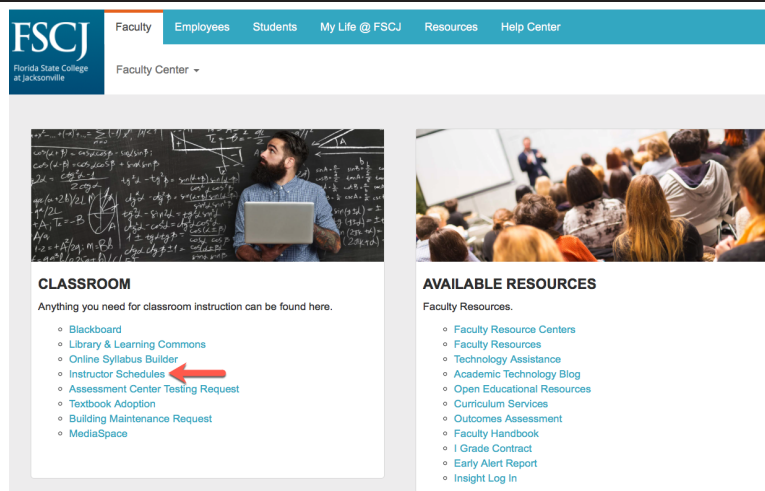 FSCJ
Florida State College
at Jacksonville
Faculty
Employees
Students
My Life @ FSCJ
Resources
Help Center
Faculty Center
CLASSROOM
Anything you need for classroom instruction can be found here.
Blackboard
Library & Learning Commons
Online Syllabus Builder
Instructor Schedules
Assessment Center Testing Request
Textbook Adoption
Building Maintenance Request
MediaSpace
AVAILABLE RESOURCES
Faculty Resources.
Faculty Resource Centers
Faculty Resources
Technology Assistance
Academic Technology Blog
Open Educational Resources
Curriculum Services
Outcomes Assessment
Faculty Handbook
I Grade Contract
Early Alert Report
Insight Log In